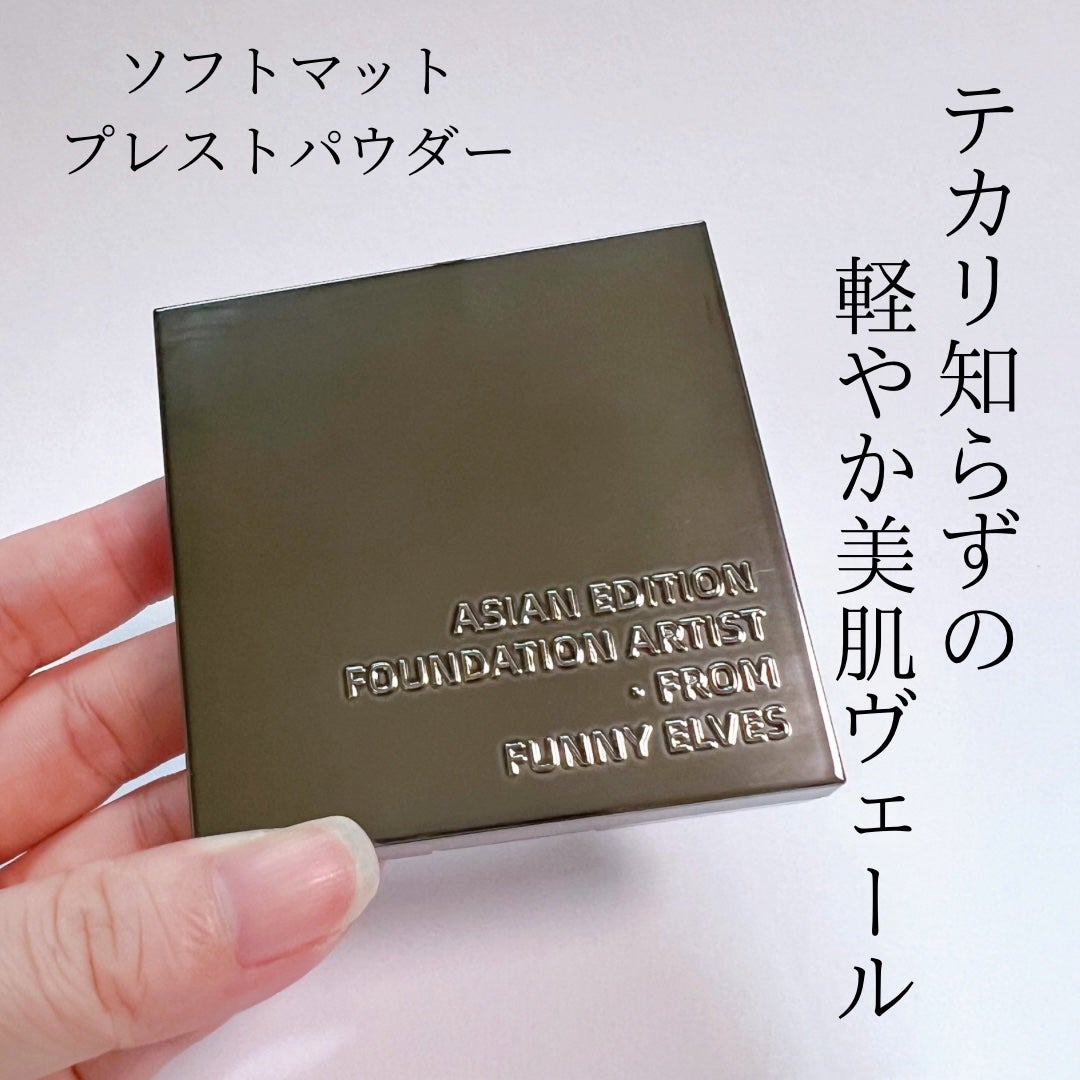 ソフトマット
プレストパウダー
テカリ知らずの
軽やか美肌ヴェール
ASIAN EDITION
FOUNDATION ARTIST
· FROM
FUNNY ELVES